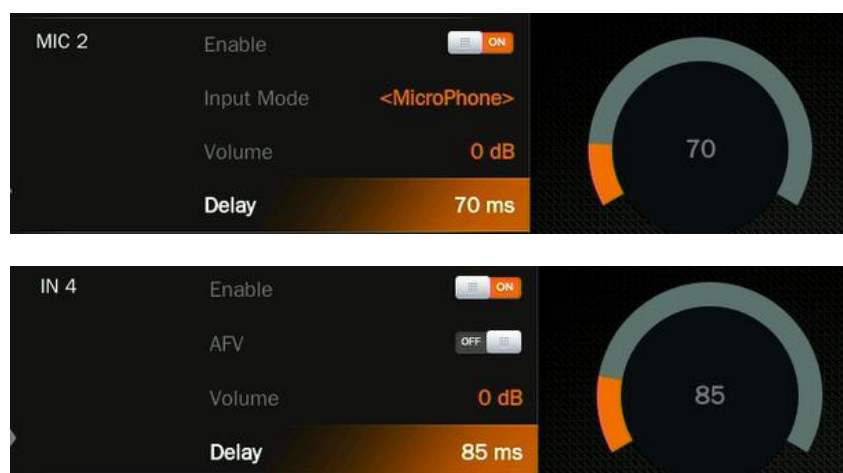 MIC 2
Enable ON
Input Mode <MicroPhone>
Volume 0 dB
Delay 70 ms
70
IN 4
Enable ON
AFV OFF
Volume 0 dB
Delay 85 ms
85